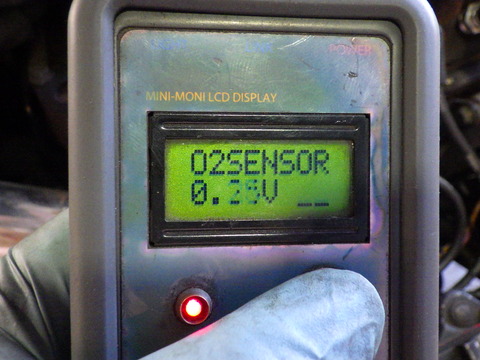 POWER
MINI-MONI LCD DISPLAY
O2SENSOR